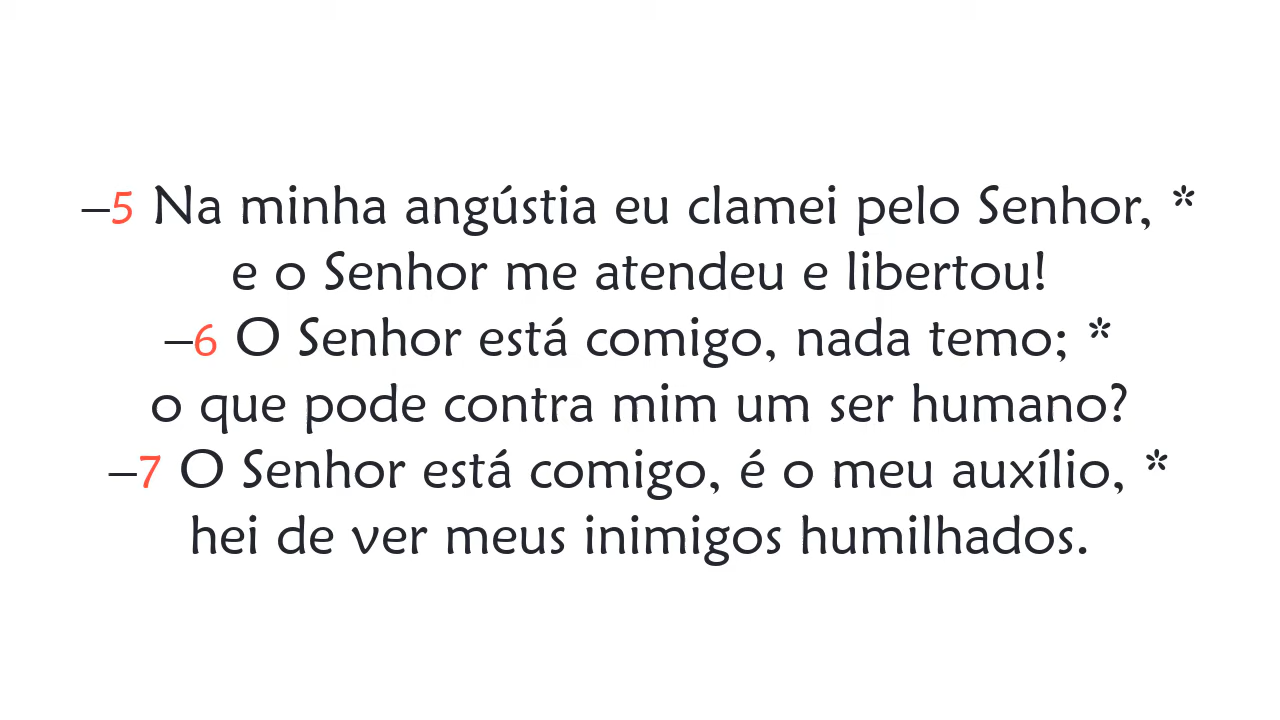 –5 Na minha angústia eu clamei pelo Senhor, *
e o Senhor me atendeu e libertou!
–6 O Senhor está comigo, nada temo; *
o que pode contra mim um ser humano?
–7 O Senhor está comigo, é o meu auxílio, *
hei de ver meus inimigos humilhados.